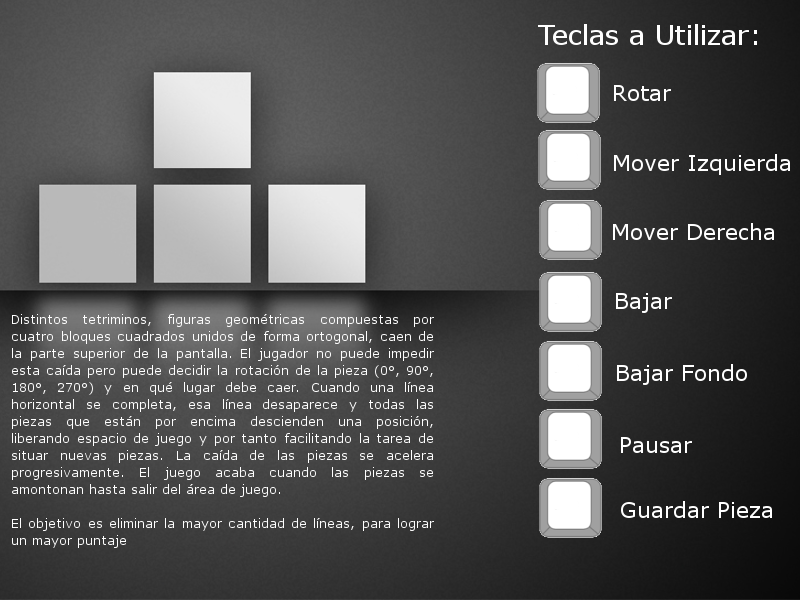 Teclas a Utilizar:
Rotar
Mover Izquierda
Mover Derecha
Bajar
Bajar Fondo
Pausar
Guardar Pieza
Distintos tetriminos, figuras geométricas compuestas por
cuatro bloques cuadrados unidos de forma ortogonal, caen de
la parte superior de la pantalla. El jugador no puede impedir
esta caída pero puede decidir la rotación de la pieza (0°, 90°,
180°, 270°) y en qué lugar debe caer. Cuando una línea
horizontal se completa, esa línea desaparece y todas las
piezas que están por encima descienden una posición,
liberando espacio de juego y por tanto facilitando la tarea de
situar nuevas piezas. La caída de las piezas se acelera
progresivamente. El juego acaba cuando las piezas se
amontonan hasta salir del área de juego.
El objetivo es eliminar la mayor cantidad de líneas, para lograr
un mayor puntaje